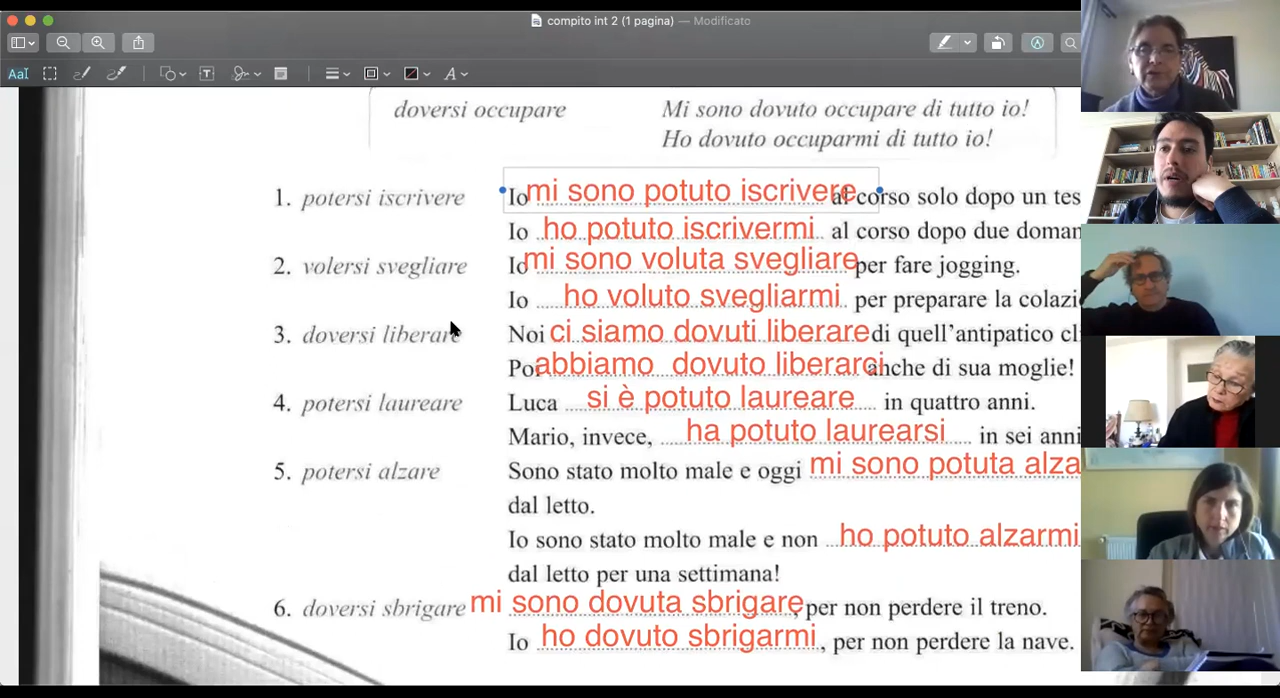 compito int 2 (1 pagina) — Modificato
AaI
doversi occupare Mi sono dovuto occupare di tutto io!
Ho dovuto occuparmi di tutto io!
1. potersi iscrivere Io mi sono potuto iscrivere al corso solo dopo un tes
Io ho potuto iscrivermi al corso dopo due doman
2. volersi svegliare Io mi sono voluta svegliare per fare jogging.
Io ho voluto svegliarmi per preparare la colazi
3. doversi liberare Noi ci siamo dovuti liberare di quell'antipatico cl
Poi abbiamo dovuto liberarci anche di sua moglie!
4. potersi laureare Luca si è potuto laureare in quattro anni.
Mario, invece, ha potuto laurearsi in sei anni
5. potersi alzare Sono stato molto male e oggi mi sono potuta alza
dal letto.
Io sono stato molto male e non ho potuto alzarmi
dal letto per una settimana!
6. doversi sbrigare mi sono dovuta sbrigare, per non perdere il treno.
Io ho dovuto sbrigarmi, per non perdere la nave.